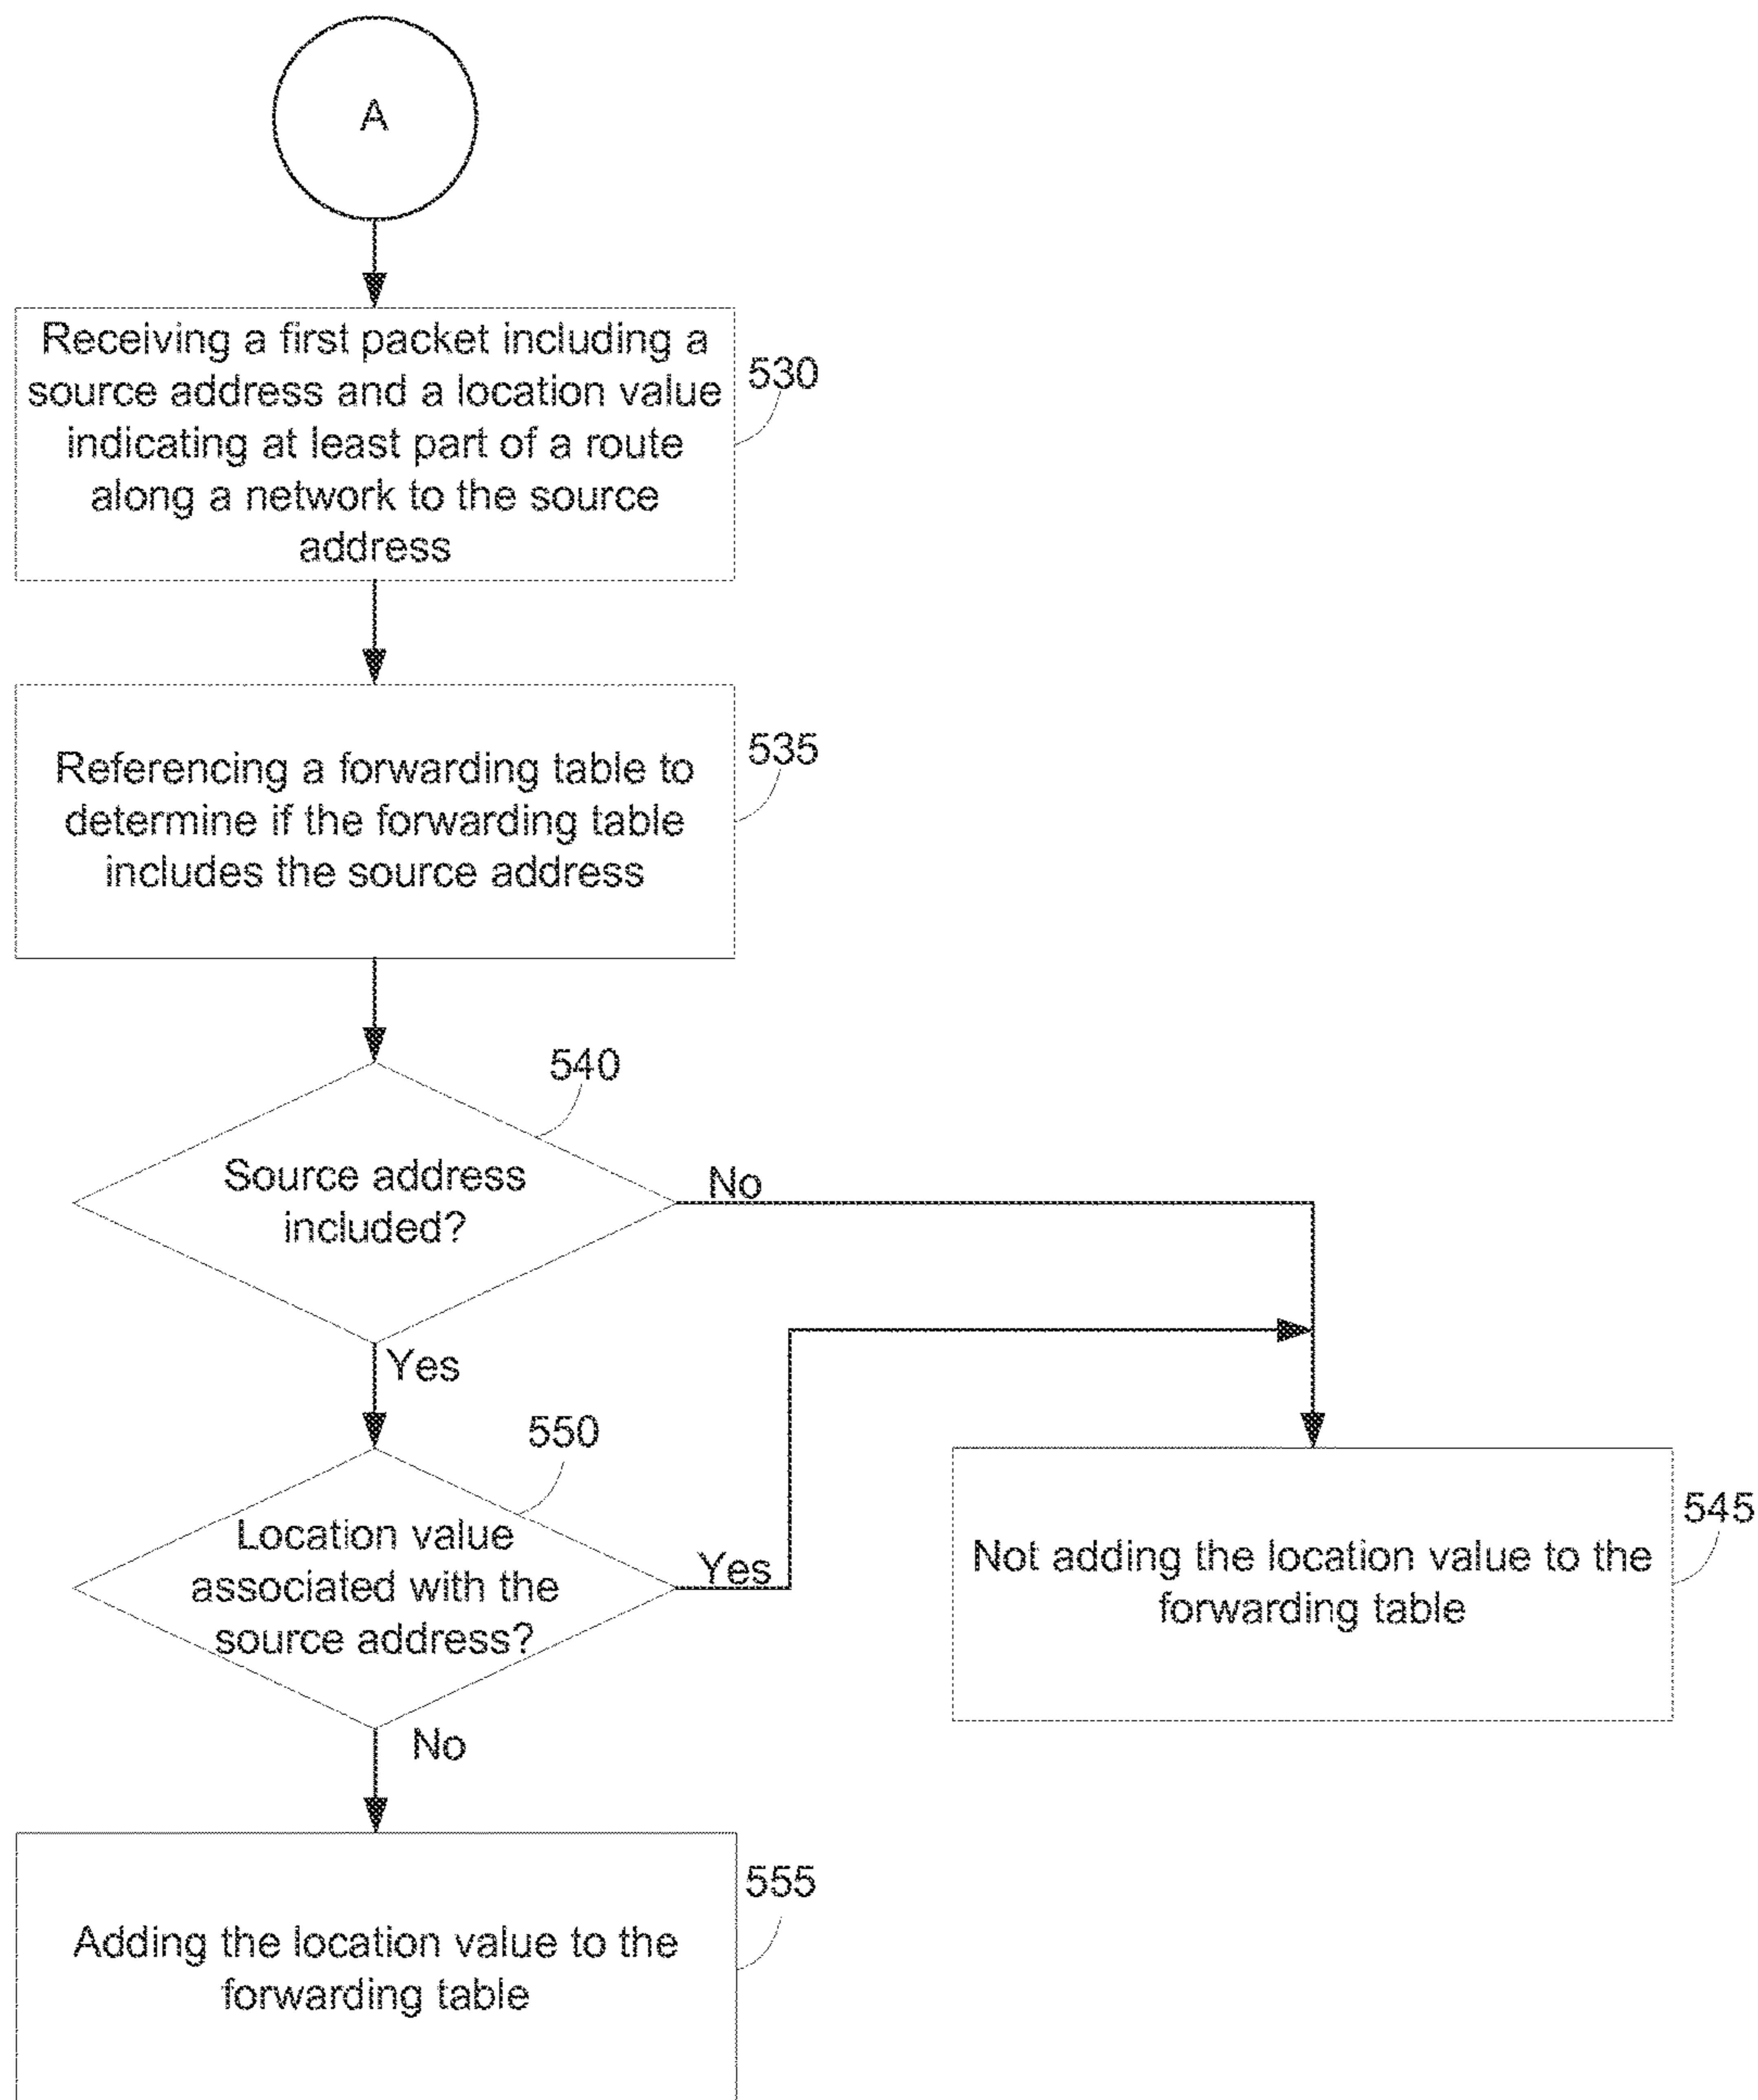 A
Receiving a first packet including a
source address and a location value
indicating at least part of a route
along a network to the source
address
530
Referencing a forwarding table to
determine if the forwarding table
includes the source address
535
540
Source address
included?
No
Yes
550
Location value
associated with the
source address?
Yes
No
Not adding the location value to the
forwarding table
545
Adding the location value to the
forwarding table
555